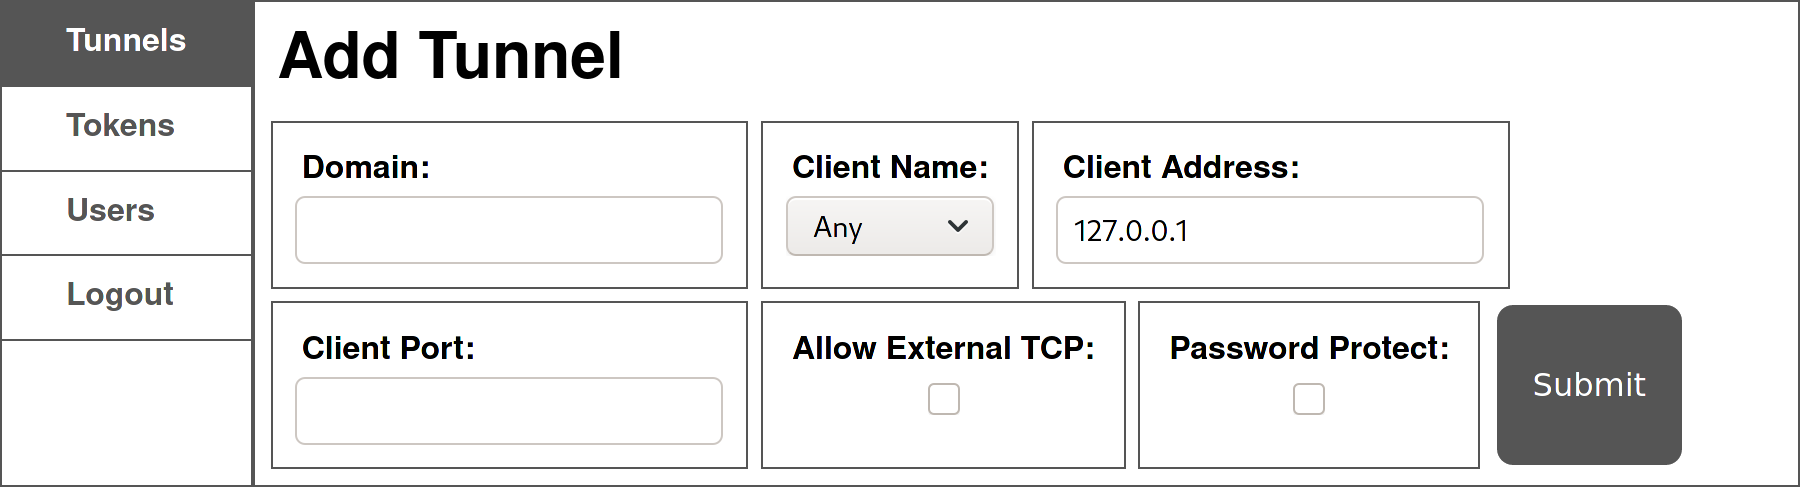 Tunnels
Tokens
Users
Logout
Add Tunnel
Domain:
Client Name:
Any
Client Address:
127.0.0.1
Client Port:
Allow External TCP:
Password Protect:
Submit